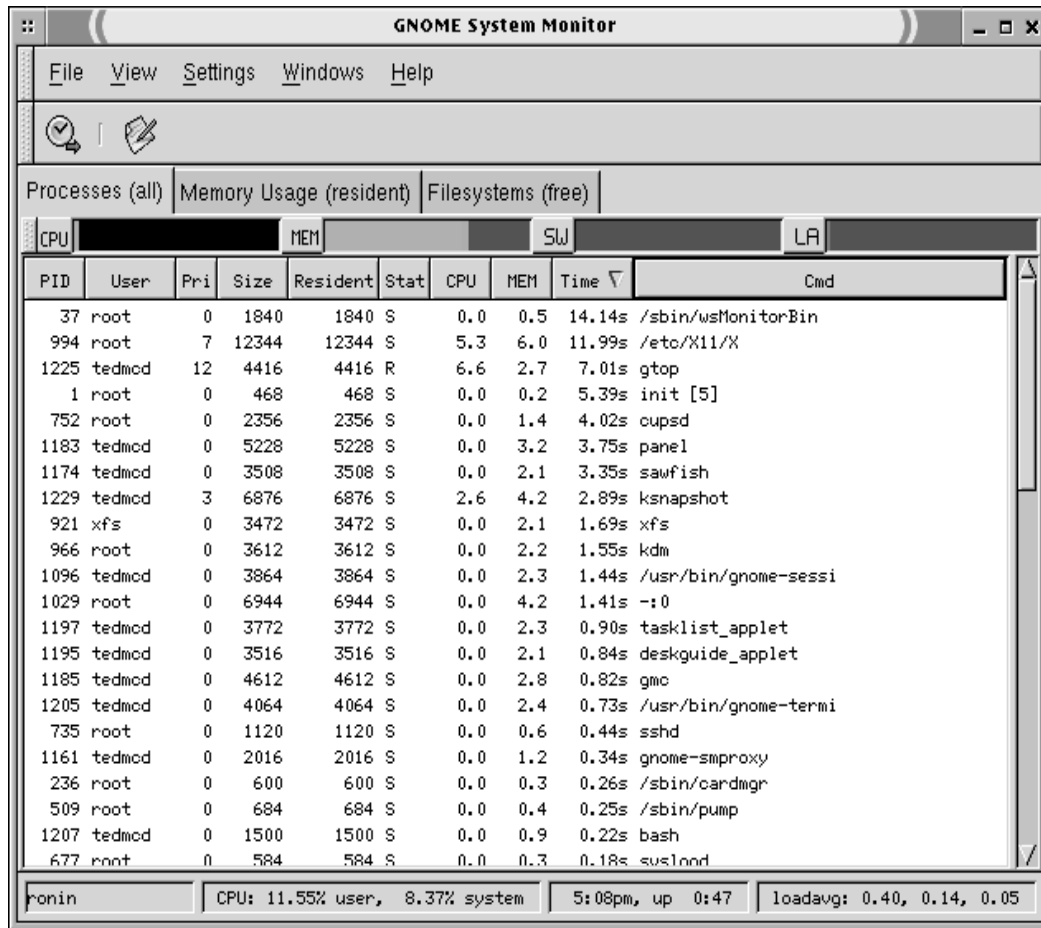 GNOME System Monitor
File View Settings Windows Help
Processes (all) Memory Usage (resident) Filesystems (free)
CPU MEM SW LA
PID User Pri Size Resident Stat CPU MEM Time Cmd
37 root 0 1840 1840 S 0.0 0.5 14.14s /sbin/wsMonitorBin
994 root 7 12344 12344 S 5.3 6.0 11.99s /etc/X11/X
1225 tedmcd 12 4416 4416 R 6.6 2.7 7.01s gtop
1 root 0 468 468 S 0.0 0.2 5.39s init [5]
752 root 0 2356 2356 S 0.0 1.4 4.02s cupsd
1183 tedmcd 0 5228 5228 S 0.0 3.2 3.75s panel
1174 tedmcd 0 3508 3508 S 0.0 2.1 3.35s sawfish
1229 tedmcd 3 6876 6876 S 2.6 4.2 2.89s ksnapshot
921 xfs 0 3472 3472 S 0.0 2.1 1.69s xfs
966 root 0 3612 3612 S 0.0 2.2 1.55s kdm
1096 tedmcd 0 3864 3864 S 0.0 2.3 1.44s /usr/bin/gnome-sessi
1029 root 0 6944 6944 S 0.0 4.2 1.41s -:0
1197 tedmcd 0 3772 3772 S 0.0 2.3 0.90s tasklist_applet
1195 tedmcd 0 3516 3516 S 0.0 2.1 0.84s deskguide_applet
1185 tedmcd 0 4612 4612 S 0.0 2.8 0.82s gmc
1205 tedmcd 0 4064 4064 S 0.0 2.4 0.73s /usr/bin/gnome-termi
735 root 0 1120 1120 S 0.0 0.6 0.44s sshd
1161 tedmcd 0 2016 2016 S 0.0 1.2 0.34s gnome-smproxy
236 root 0 600 600 S 0.0 0.3 0.26s /sbin/cardmgr
509 root 0 684 684 S 0.0 0.4 0.25s /sbin/pump
1207 tedmcd 0 1500 1500 S 0.0 0.9 0.22s bash
677 root 0 584 584 S 0.0 0.3 0.18s syslogd
ronin CPU: 11.55% user, 8.37% system 5:08pm, up 0:47 loadavg: 0.40, 0.14, 0.05